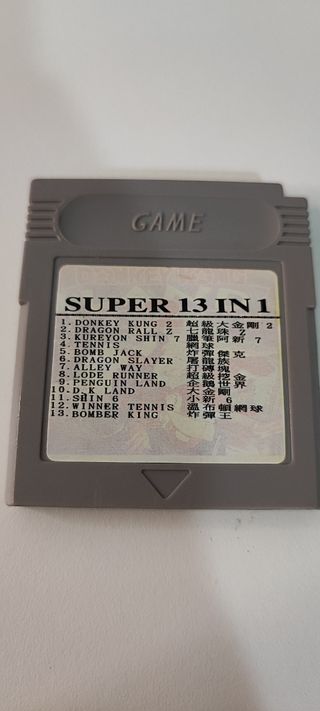 GAME
SUPER 13 IN 1
1. DONKEY KUNG 2 超級大金剛 2
2. DRAGON RALL Z 七龍珠 Z
3. KUREYON SHIN 7 臘筆阿新 7
4. TENNIS 網球
5. BOMB JACK 炸彈傑克
6. DRAGON SLAYER 屠龍族
7. ALLEY WAY 打磚塊
8. LODE RUNNER 超級挖金
9. PENGUIN LAND 企鵝世界
10. D.K LAND 大金剛
11. SHIN 6 小新 6
12. WINNER TENNIS 溫布頓網球
13. BOMBER KING 炸彈王